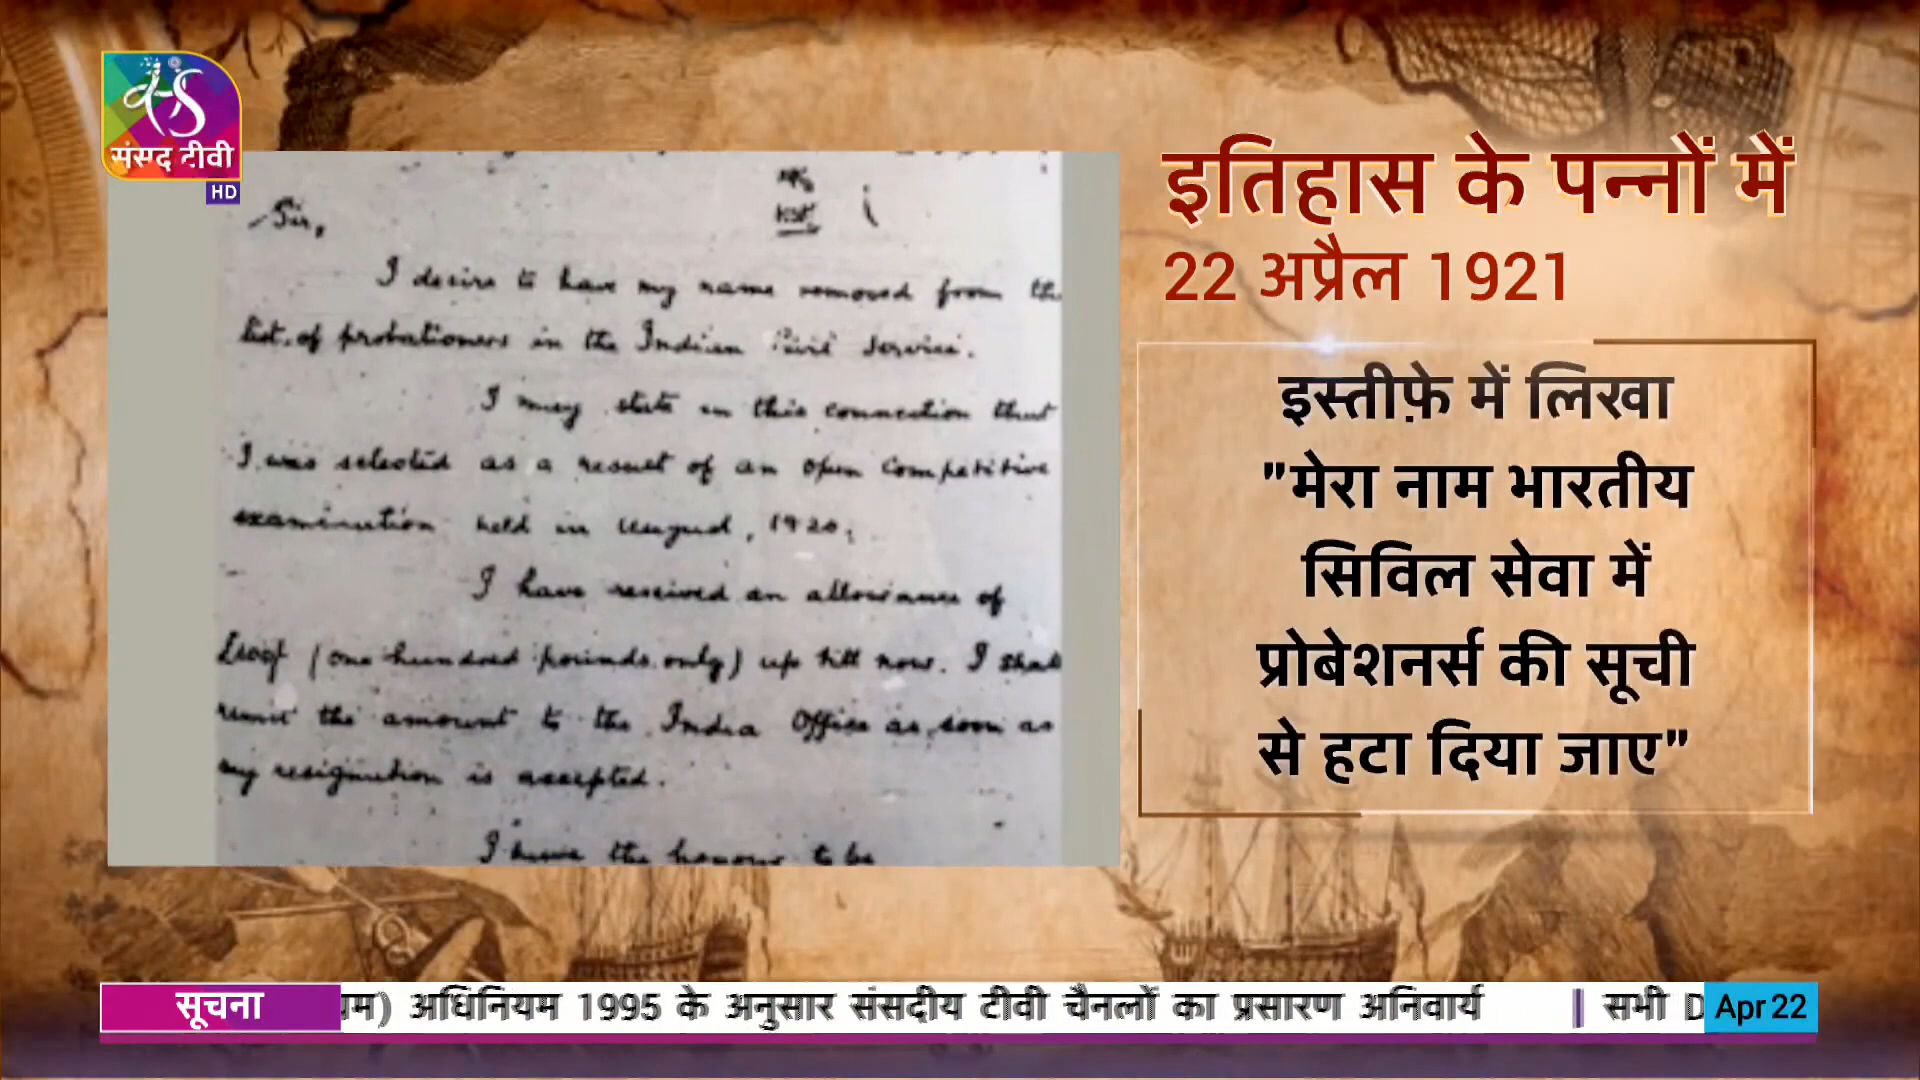 संसद टीवी
HD
इतिहास के पन्नों में
22 अप्रैल 1921
Sir,
I desire to have my name removed from the
list of probationers in the Indian Civil Service.
I may state in this connection that
I was selected as a result of an open competitive
examination held in August, 1920.
I have received an allowance of
£100/- (one hundred pounds only) up till now. I shall
remit the amount to the India Office as soon as
my resignation is accepted.
I have the honour to be
इस्तीफ़े में लिखा
"मेरा नाम भारतीय
सिविल सेवा में
प्रोबेशनर्स की सूची
से हटा दिया जाए"
सूचना
अधिनियम 1995 के अनुसार संसदीय टीवी चैनलों का प्रसारण अनिवार्य | सभी D
Apr 22